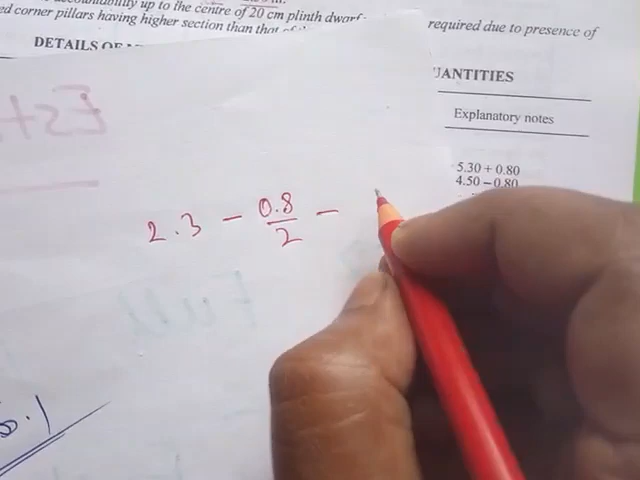 up to the centre of 20 cm plinth dwarf
ed corner pillars having higher section than that of
required due to presence of
DETAILS OF
UANTITIES
Explanatory notes
5.30 + 0.80
4.50 – 0.80
Est
2.3 – 0.8/2 –
Full